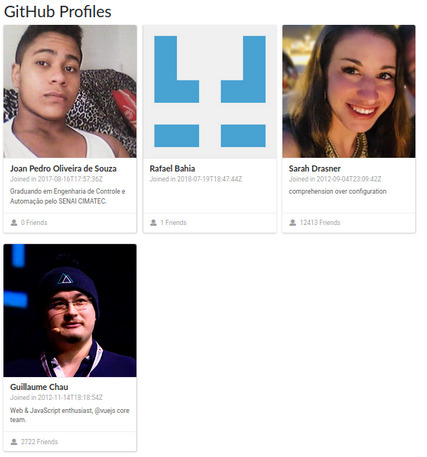 GitHub Profiles
Joan Pedro Oliveira de Souza
Joined in 2017-08-16T17:57:36Z
Graduando em Engenharia de Controle e
Automação pelo SENAI CIMATEC.
0 Friends
Rafael Bahia
Joined in 2018-07-19T18:47:44Z
1 Friends
Sarah Drasner
Joined in 2012-09-04T23:09:42Z
comprehension over configuration
12413 Friends
Guillaume Chau
Joined in 2012-11-14T18:18:54Z
Web & JavaScript enthusiast, @vuejs core
team.
2722 Friends